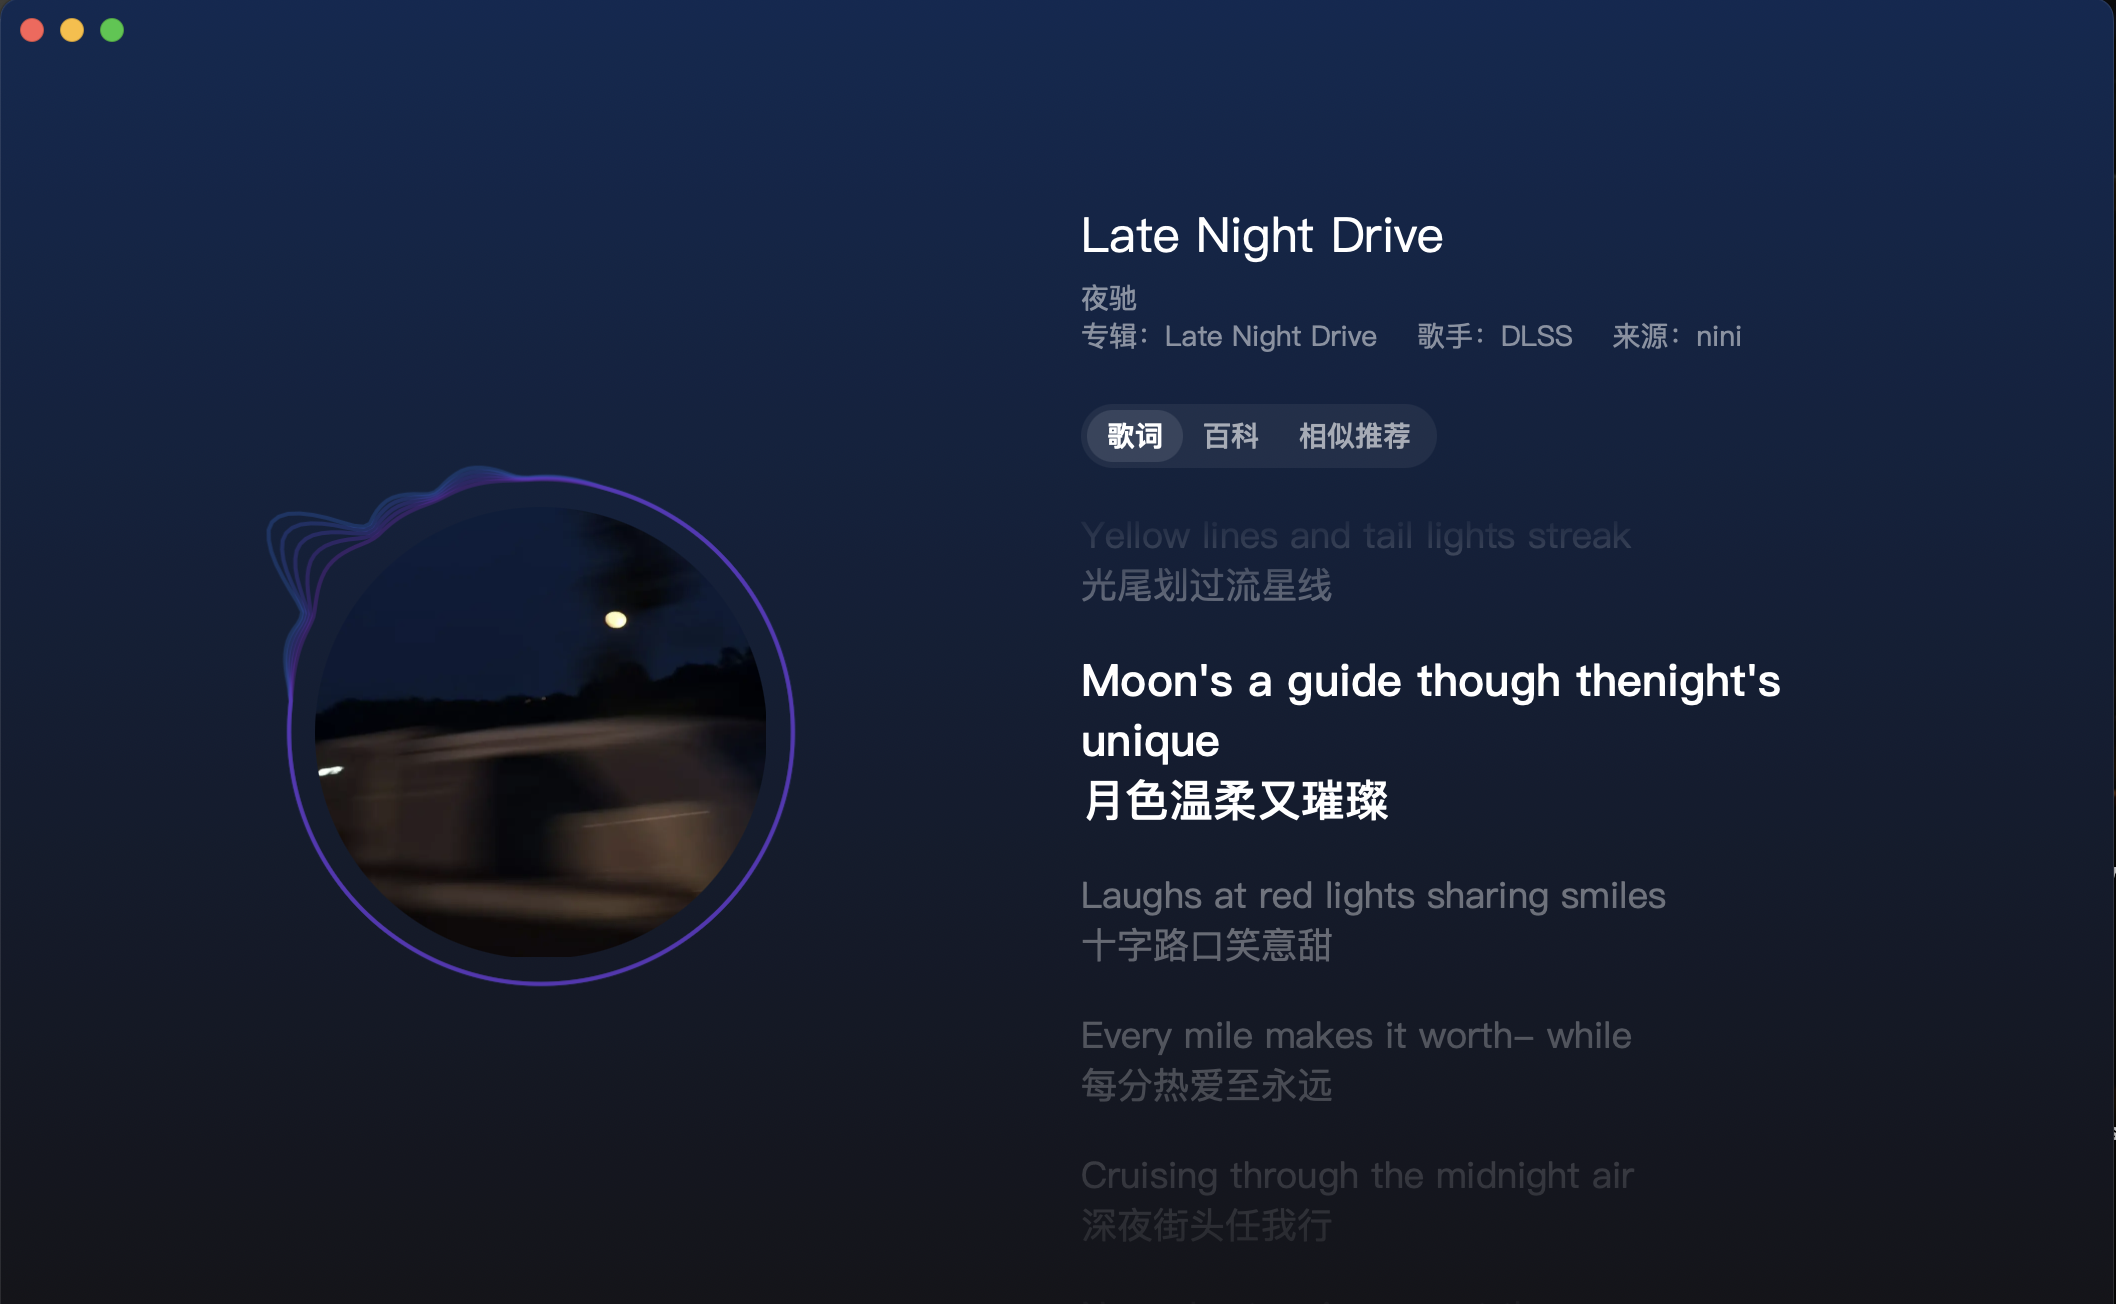 Late Night Drive
夜驰
专辑：Late Night Drive 歌手：DLSS 来源：nini
歌词 百科 相似推荐
Yellow lines and tail lights streak
光尾划过流星线
Moon's a guide though thenight's
unique
月色温柔又璀璨
Laughs at red lights sharing smiles
十字路口笑意甜
Every mile makes it worth– while
每分热爱至永远
Cruising through the midnight air
深夜街头任我行